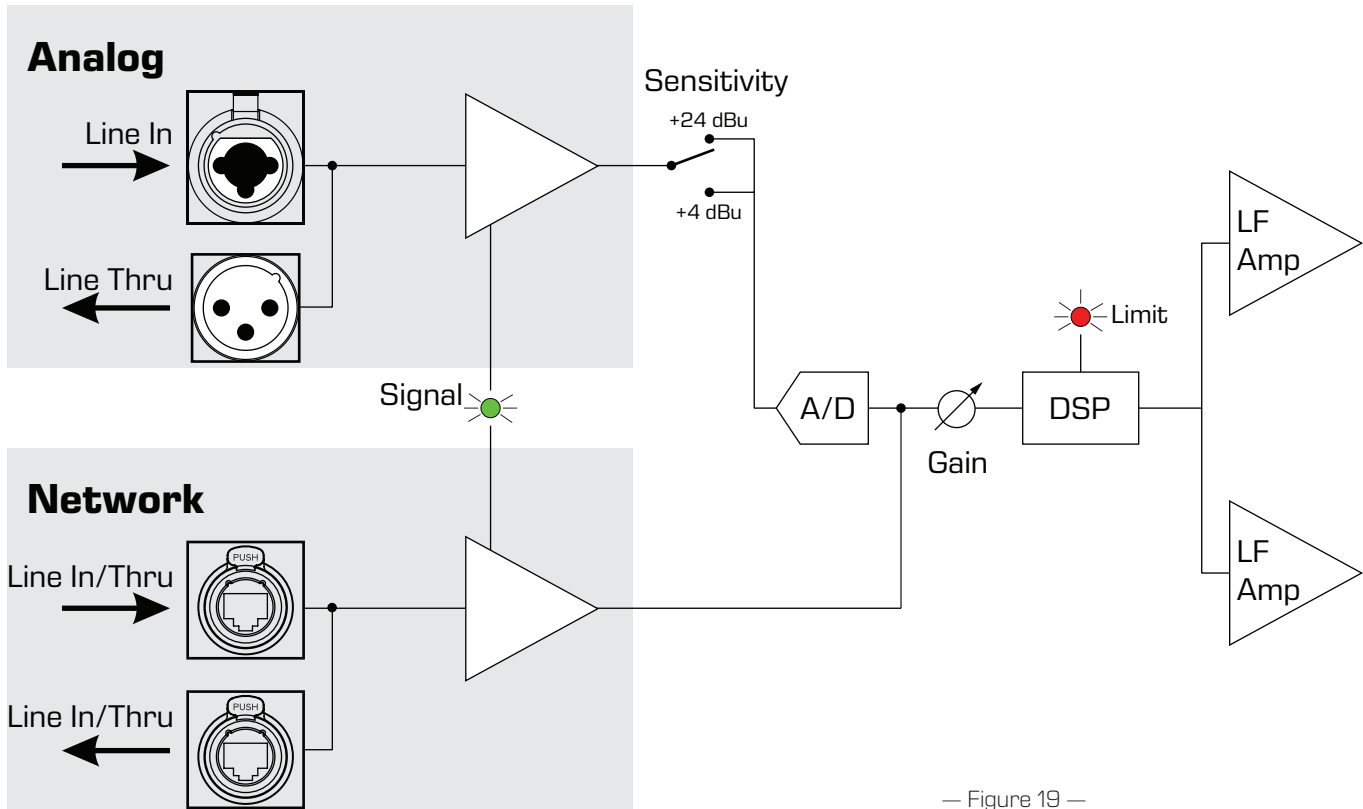 Analog
Line In
Line Thru
Sensitivity
+24 dBu
+4 dBu
Signal
Network
PUSH
Line In/Thru
PUSH
Line In/Thru
A/D
Gain
Limit
DSP
LF
Amp
LF
Amp
— Figure 19 —